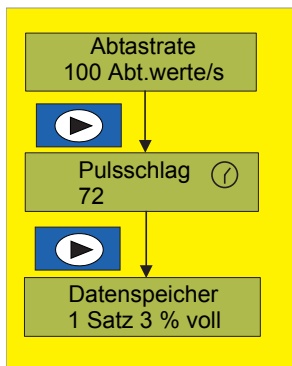 Abtastrate
100 Abt.werte/s
Pulsschlag
72
Datenspeicher
1 Satz 3 % voll